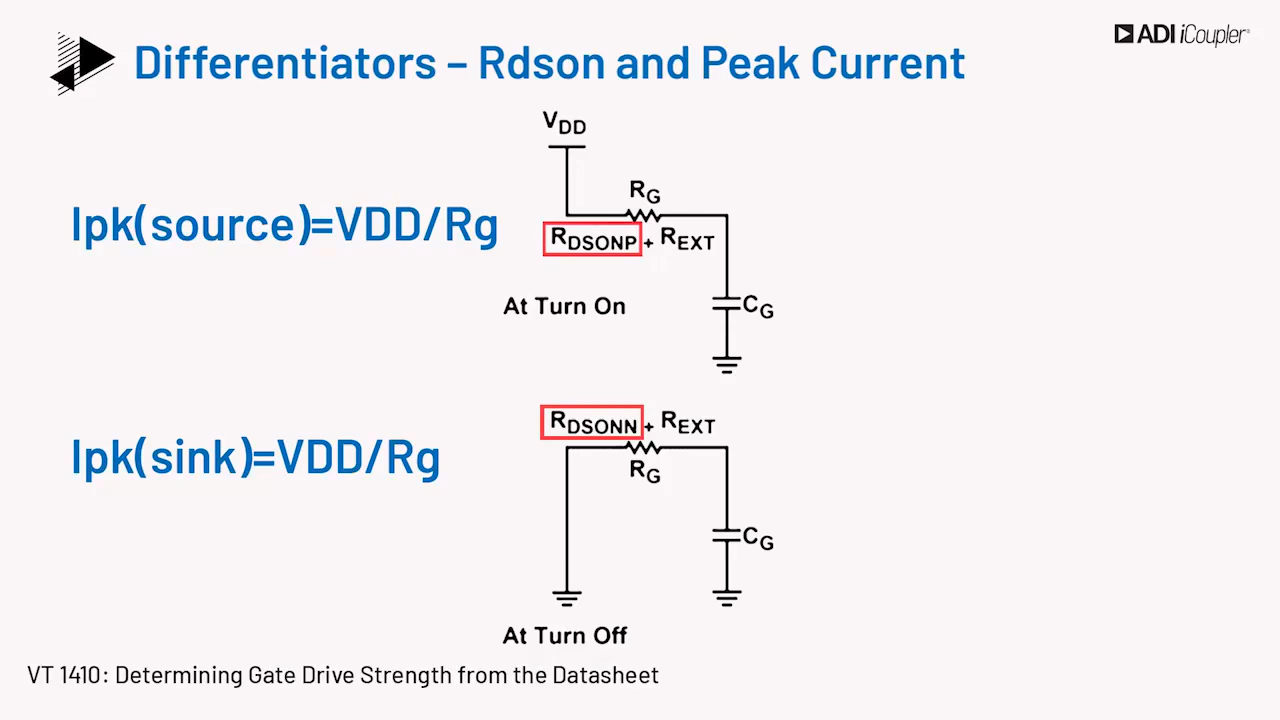 ADI iCoupler®
Differentiators – Rdson and Peak Current
VDD
RG
Ipk(source)=VDD/Rg
RDSONP + REXT
At Turn On
CG
RDSONN + REXT
Ipk(sink)=VDD/Rg
RG
CG
At Turn Off
VT 1410: Determining Gate Drive Strength from the Datasheet